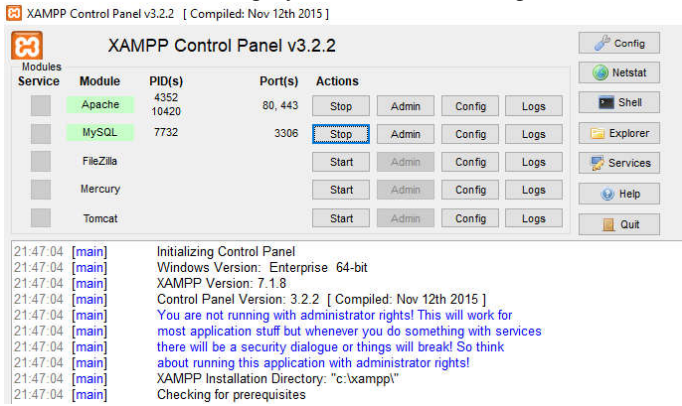 XAMPP Control Panel v3.2.2 [ Compiled: Nov 12th 2015 ]
XAMPP Control Panel v3.2.2
Config
Modules
Service Module PID(s) Port(s) Actions
Netstat
Apache 4352 10420 80, 443 Stop Admin Config Logs
Shell
MySQL 7732 3306 Stop Admin Config Logs
Explorer
FileZilla Start Admin Config Logs
Services
Mercury Start Admin Config Logs
Help
Tomcat Start Admin Config Logs
Quit
21:47:04 [main] Initializing Control Panel
21:47:04 [main] Windows Version: Enterprise 64-bit
21:47:04 [main] XAMPP Version: 7.1.8
21:47:04 [main] Control Panel Version: 3.2.2 [ Compiled: Nov 12th 2015 ]
21:47:04 [main] You are not running with administrator rights! This will work for
21:47:04 [main] most application stuff but whenever you do something with services
21:47:04 [main] there will be a security dialogue or things will break! So think
21:47:04 [main] about running this application with administrator rights!
21:47:04 [main] XAMPP Installation Directory: "c:\xampp\"
21:47:04 [main] Checking for prerequisites